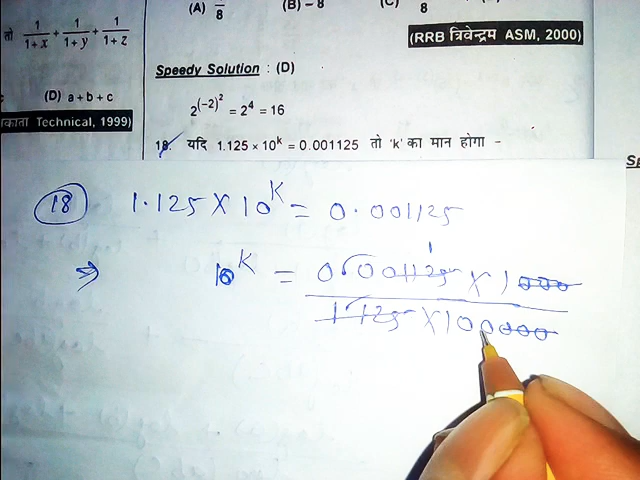 तो 1/1+x + 1/1+y + 1/1+z
(D) a + b + c
Technical, 1999)
(A) /8 (B) – 8 (C) /8
(RRB त्रिवेन्द्रम ASM, 2000)
Speedy Solution : (D)
2^(–2)^2 = 2^4 = 16
18. यदि 1.125 × 10^k = 0.001125 तो 'k' का मान होगा –
18 1.125 × 10^K = 0.001125
⇒ 10^K = 0.001125 × 1000 / 1.125 × 100000
1